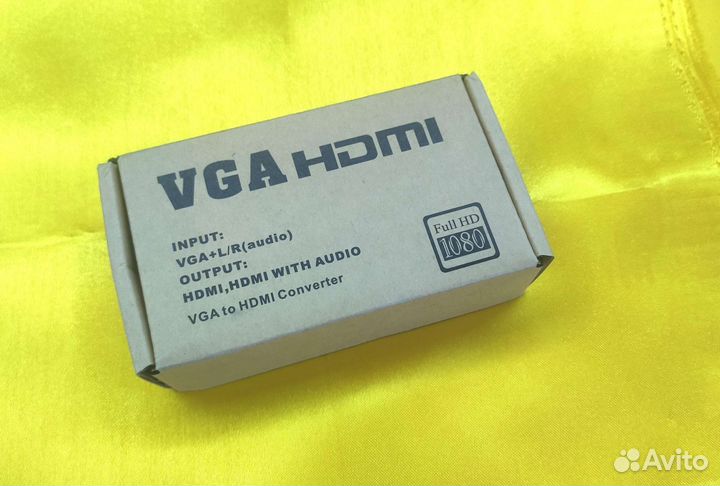 VGA HDMI
INPUT:
VGA+L/R(audio)
OUTPUT:
HDMI,HDMI WITH AUDIO
VGA to HDMI Converter
Full HD
1080
Avito